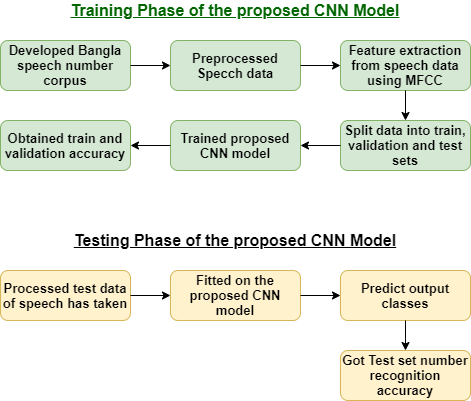 Training Phase of the proposed CNN Model
Developed Bangla
speech number
corpus
Preprocessed
Speech data
Feature extraction
from speech data
using MFCC
Split data into train,
validation and test
sets
Trained proposed
CNN model
Obtained train and
validation accuracy
Testing Phase of the proposed CNN Model
Processed test data
of speech has taken
Fitted on the
proposed CNN
model
Predict output
classes
Got Test set number
recognition
accuracy